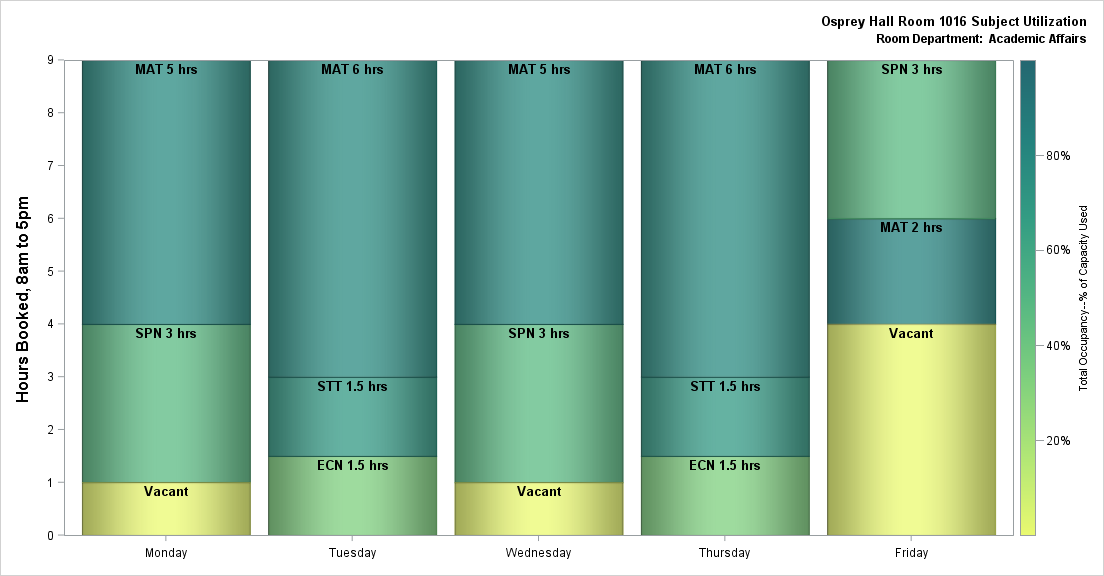 Osprey Hall Room 1016 Subject Utilization
Room Department: Academic Affairs
Hours Booked, 8am to 5pm
9
8
7
6
5
4
3
2
1
0
MAT 5 hrs
SPN 3 hrs
Vacant
MAT 6 hrs
STT 1.5 hrs
ECN 1.5 hrs
MAT 5 hrs
SPN 3 hrs
Vacant
MAT 6 hrs
STT 1.5 hrs
ECN 1.5 hrs
SPN 3 hrs
MAT 2 hrs
Vacant
Monday
Tuesday
Wednesday
Thursday
Friday
80%
60%
40%
20%
Total Occupancy--% of Capacity Used